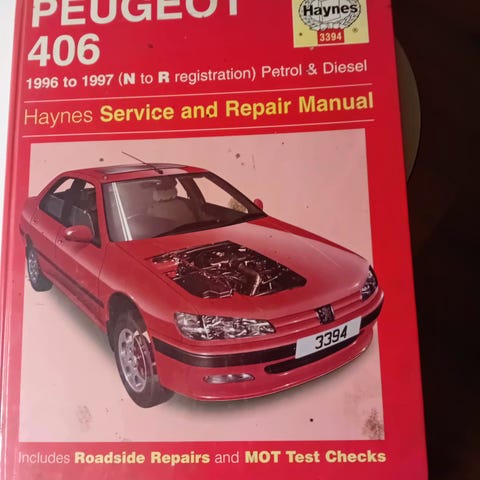 PEUGEOT
406
Haynes
3394
1996 to 1997 (N to R registration) Petrol & Diesel
Haynes Service and Repair Manual
3394
Includes Roadside Repairs and MOT Test Checks